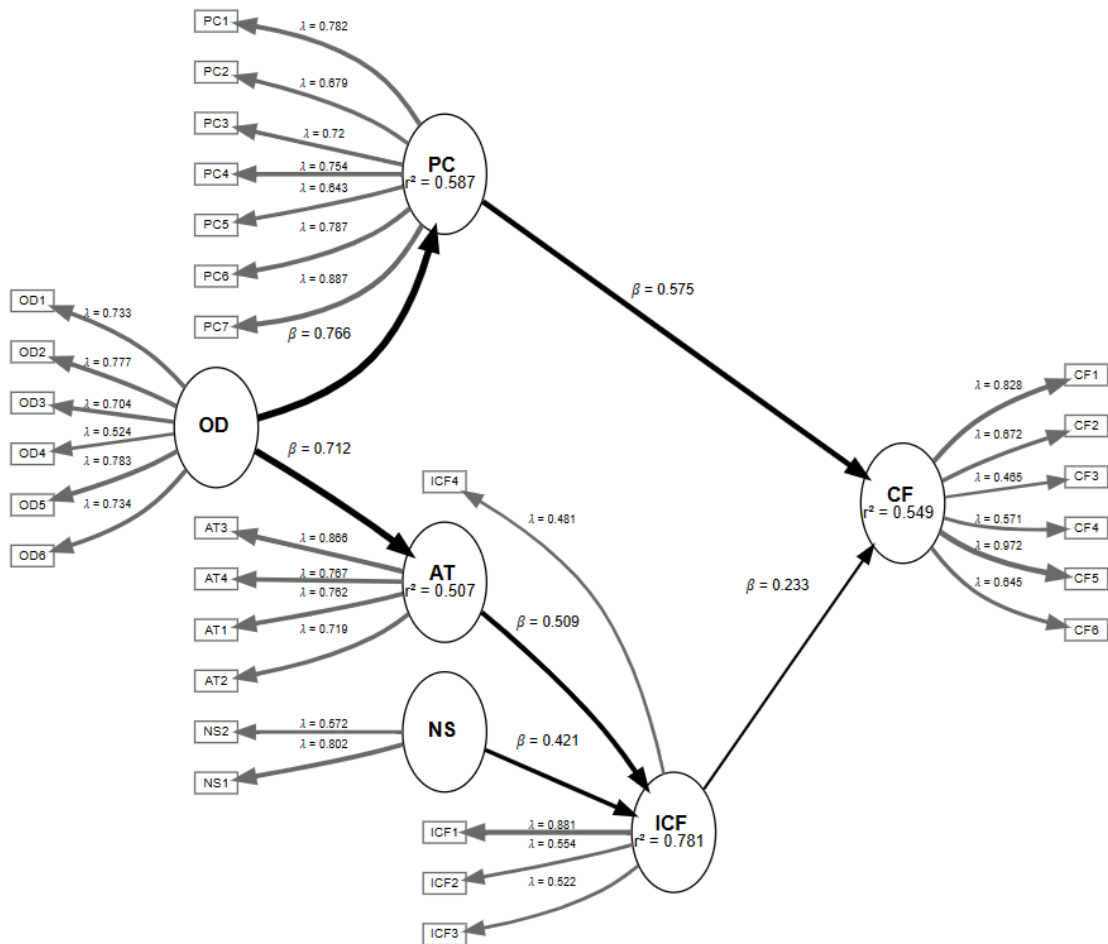 PC1
λ = 0.782
PC2
λ = 0.679
PC3
λ = 0.72
PC4
λ = 0.754
PC5
λ = 0.643
PC6
λ = 0.787
PC7
λ = 0.887
PC
r² = 0.587
β = 0.766
β = 0.575
OD1
λ = 0.733
OD2
λ = 0.777
OD3
λ = 0.704
OD4
λ = 0.524
OD5
λ = 0.783
OD6
λ = 0.734
OD
β = 0.712
ICF4
λ = 0.481
AT3
λ = 0.866
AT4
λ = 0.767
AT1
λ = 0.762
AT2
λ = 0.719
AT
r² = 0.507
β = 0.509
NS2
λ = 0.572
NS1
λ = 0.802
NS
β = 0.421
ICF1
λ = 0.881
ICF2
λ = 0.554
ICF3
λ = 0.522
ICF
r² = 0.781
β = 0.233
CF
r² = 0.549
λ = 0.828
CF1
λ = 0.672
CF2
λ = 0.465
CF3
λ = 0.571
CF4
λ = 0.972
CF5
λ = 0.645
CF6